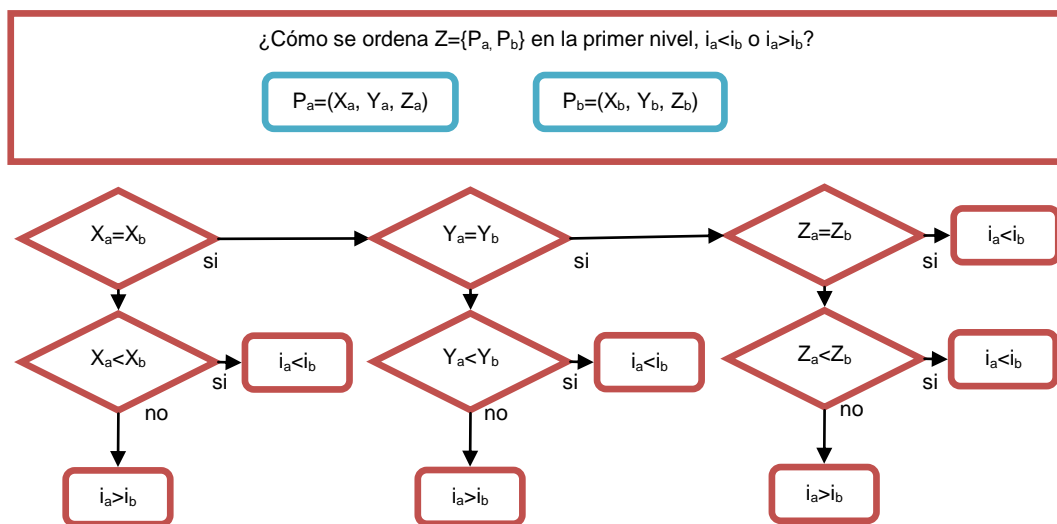 ¿Cómo se ordena Z={Pa, Pb} en la primer nivel, ia<ib o ia>ib?
Pa=(Xa, Ya, Za)
Pb=(Xb, Yb, Zb)
Xa=Xb
si
Ya=Yb
si
Za=Zb
si
ia<ib
Xa<Xb
si
ia<ib
Ya<Yb
si
ia<ib
Za<Zb
si
ia<ib
no
no
no
ia>ib
ia>ib
ia>ib